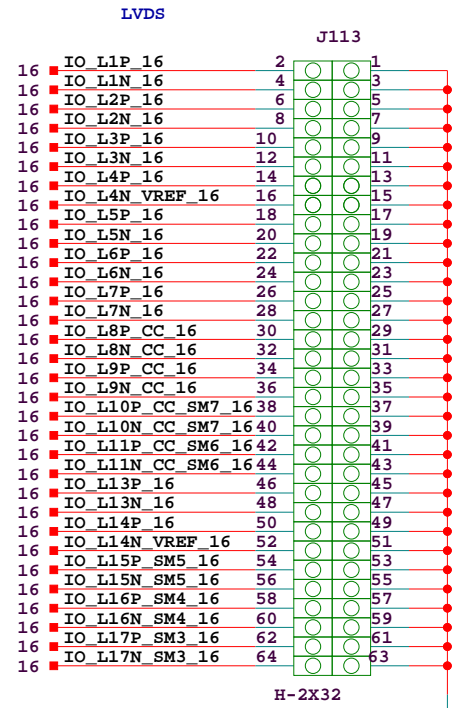 LVDS
J113
16 IO_L1P_16 2 1
16 IO_L1N_16 4 3
16 IO_L2P_16 6 5
16 IO_L2N_16 8 7
16 IO_L3P_16 10 9
16 IO_L3N_16 12 11
16 IO_L4P_16 14 13
16 IO_L4N_VREF_16 16 15
16 IO_L5P_16 18 17
16 IO_L5N_16 20 19
16 IO_L6P_16 22 21
16 IO_L6N_16 24 23
16 IO_L7P_16 26 25
16 IO_L7N_16 28 27
16 IO_L8P_CC_16 30 29
16 IO_L8N_CC_16 32 31
16 IO_L9P_CC_16 34 33
16 IO_L9N_CC_16 36 35
16 IO_L10P_CC_SM7_16 38 37
16 IO_L10N_CC_SM7_16 40 39
16 IO_L11P_CC_SM6_16 42 41
16 IO_L11N_CC_SM6_16 44 43
16 IO_L13P_16 46 45
16 IO_L13N_16 48 47
16 IO_L14P_16 50 49
16 IO_L14N_VREF_16 52 51
16 IO_L15P_SM5_16 54 53
16 IO_L15N_SM5_16 56 55
16 IO_L16P_SM4_16 58 57
16 IO_L16N_SM4_16 60 59
16 IO_L17P_SM3_16 62 61
16 IO_L17N_SM3_16 64 63
H-2X32